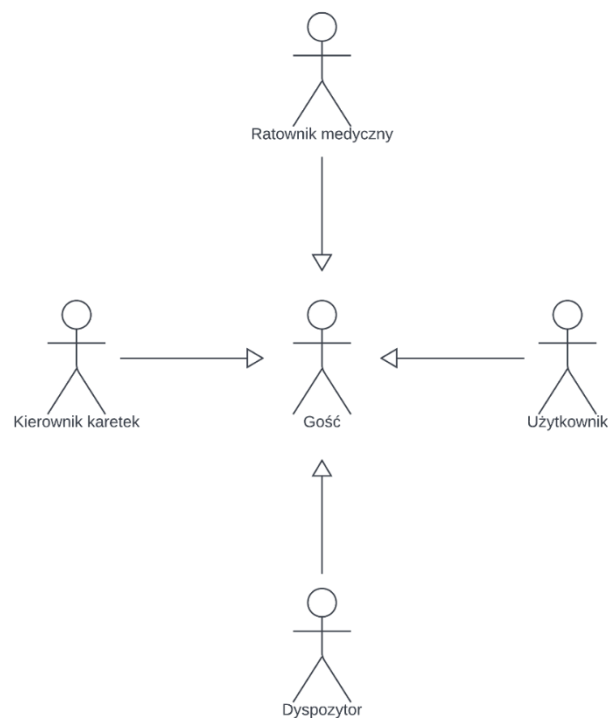 Ratownik medyczny
Kierownik karetek
Gość
Użytkownik
Dyspozytor